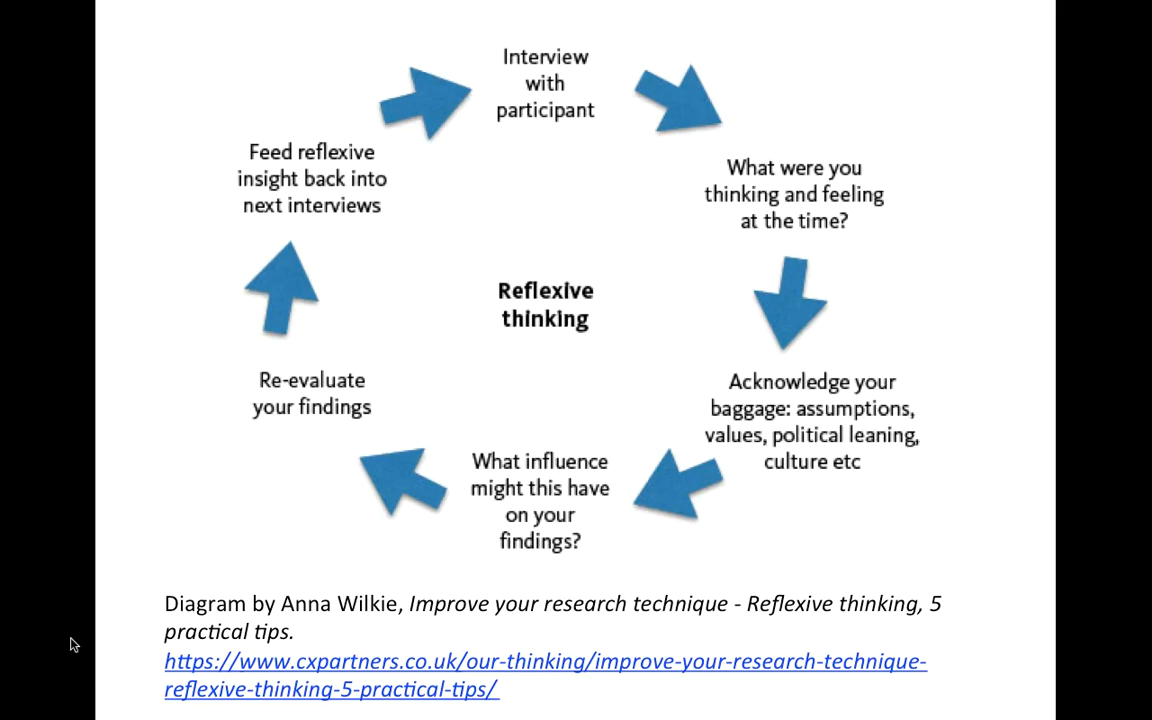 Interview
with
participant
What were you
thinking and feeling
at the time?
Acknowledge your
baggage: assumptions,
values, political leaning,
culture etc
What influence
might this have
on your
findings?
Re-evaluate
your findings
Feed reflexive
insight back into
next interviews
Reflexive
thinking
Diagram by Anna Wilkie, Improve your research technique - Reflexive thinking, 5
practical tips.
https://www.cxpartners.co.uk/our-thinking/improve-your-research-technique-
reflexive-thinking-5-practical-tips/